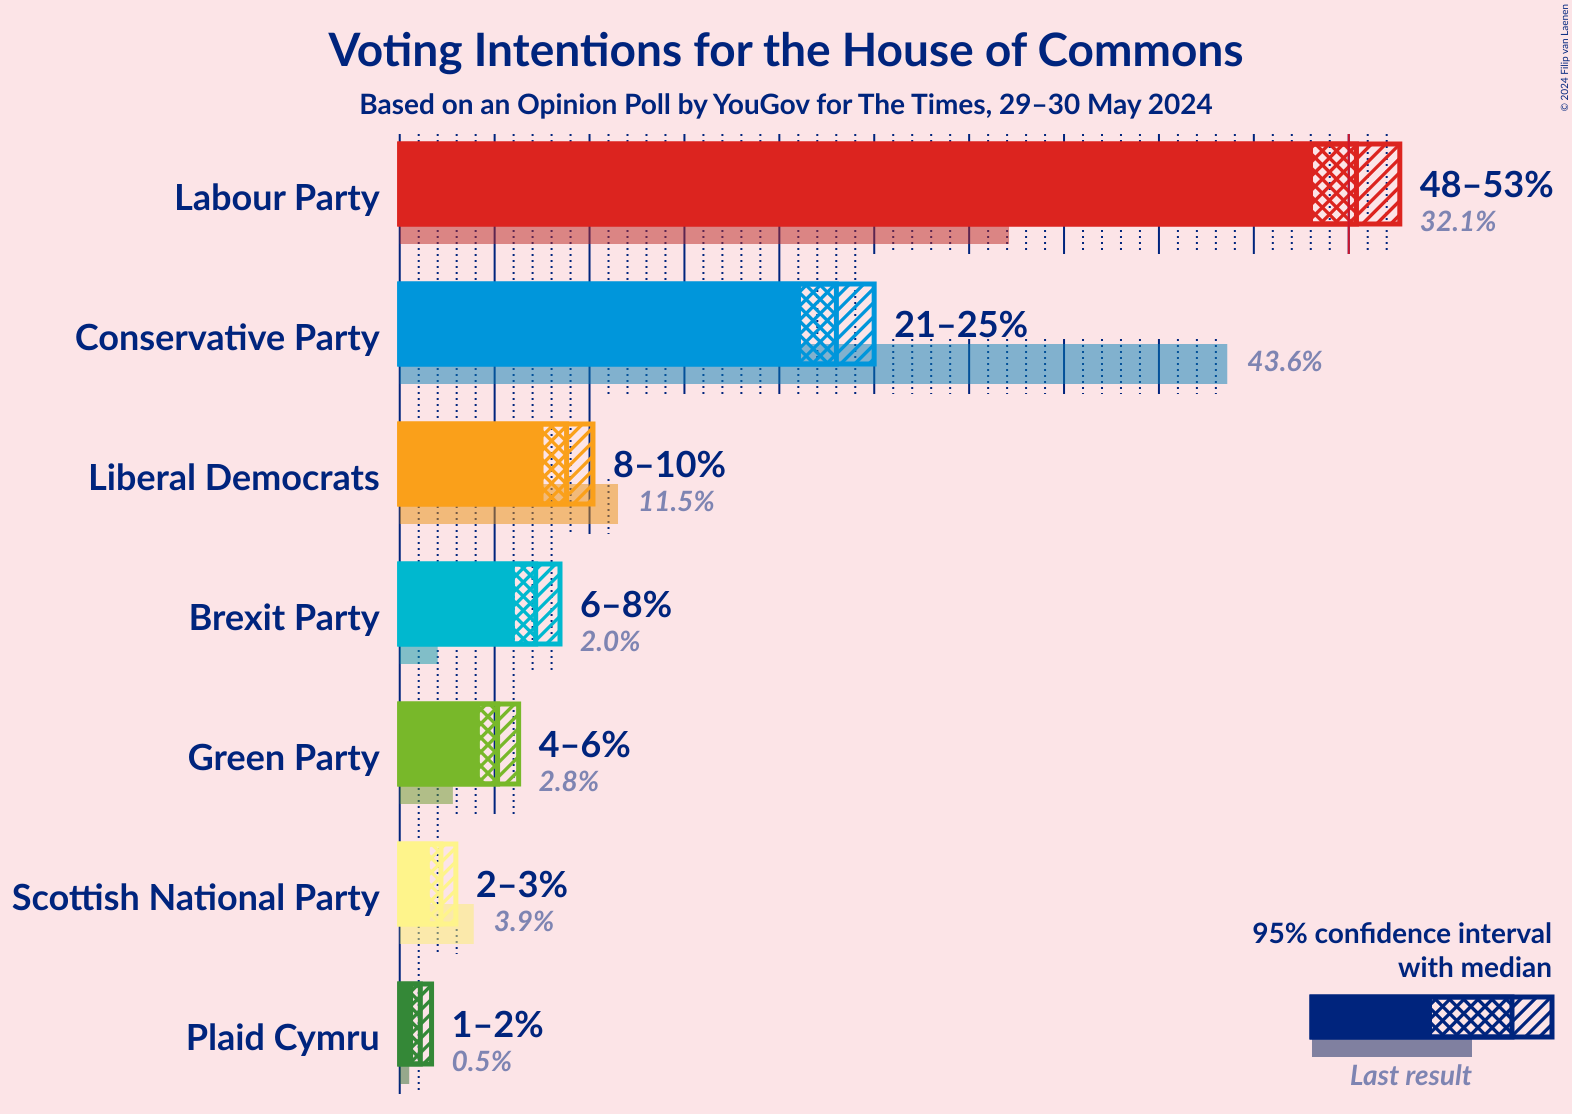 Voting Intentions for the House of Commons
Based on an Opinion Poll by YouGov for The Times, 29–30 May 2024
© 2024 Filip van Laenen
Labour Party
48–53%
32.1%
Conservative Party
21–25%
43.6%
Liberal Democrats
8–10%
11.5%
Brexit Party
6–8%
2.0%
Green Party
4–6%
2.8%
Scottish National Party
2–3%
3.9%
Plaid Cymru
1–2%
0.5%
95% confidence interval
with median
Last result